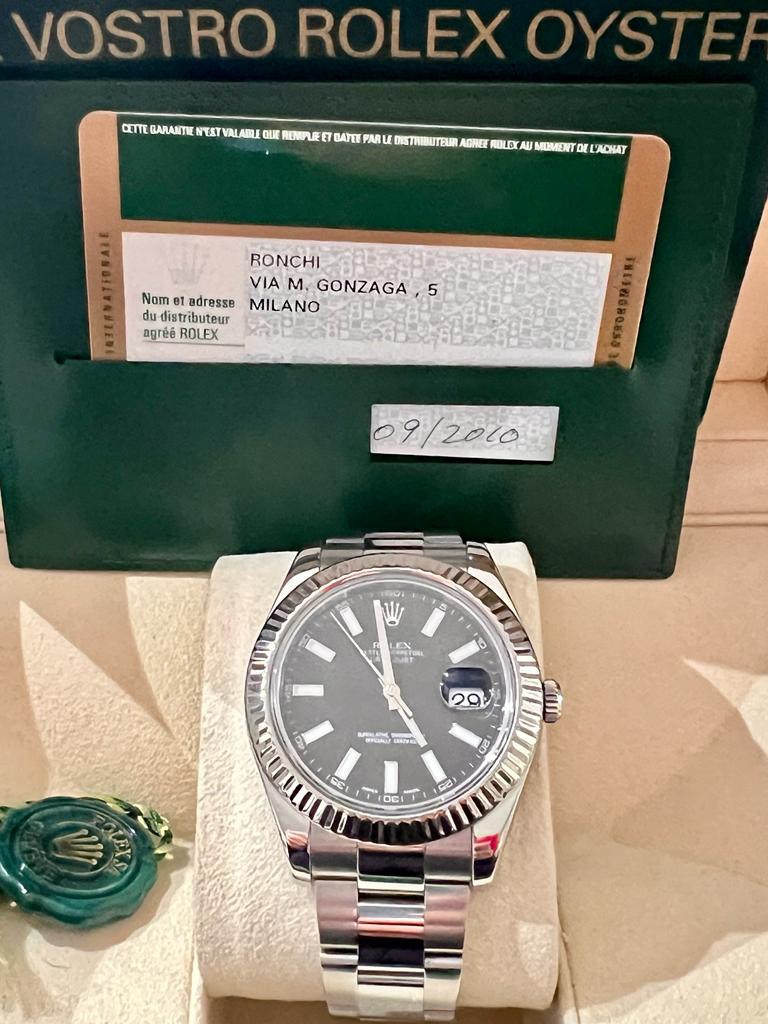 VOSTRO ROLEX OYSTER
CETTE GARANTIE N'EST VALABLE QUE REMPLIE ET DATEE PAR LE DISTRIBUTEUR AGREE ROLEX AU MOMENT DE L'ACHAT
INTERNATIONALE
Nom et adresse
du distributeur
agréé ROLEX
RONCHI
VIA M. GONZAGA , 5
MILANO
09/2010
ROLEX
29